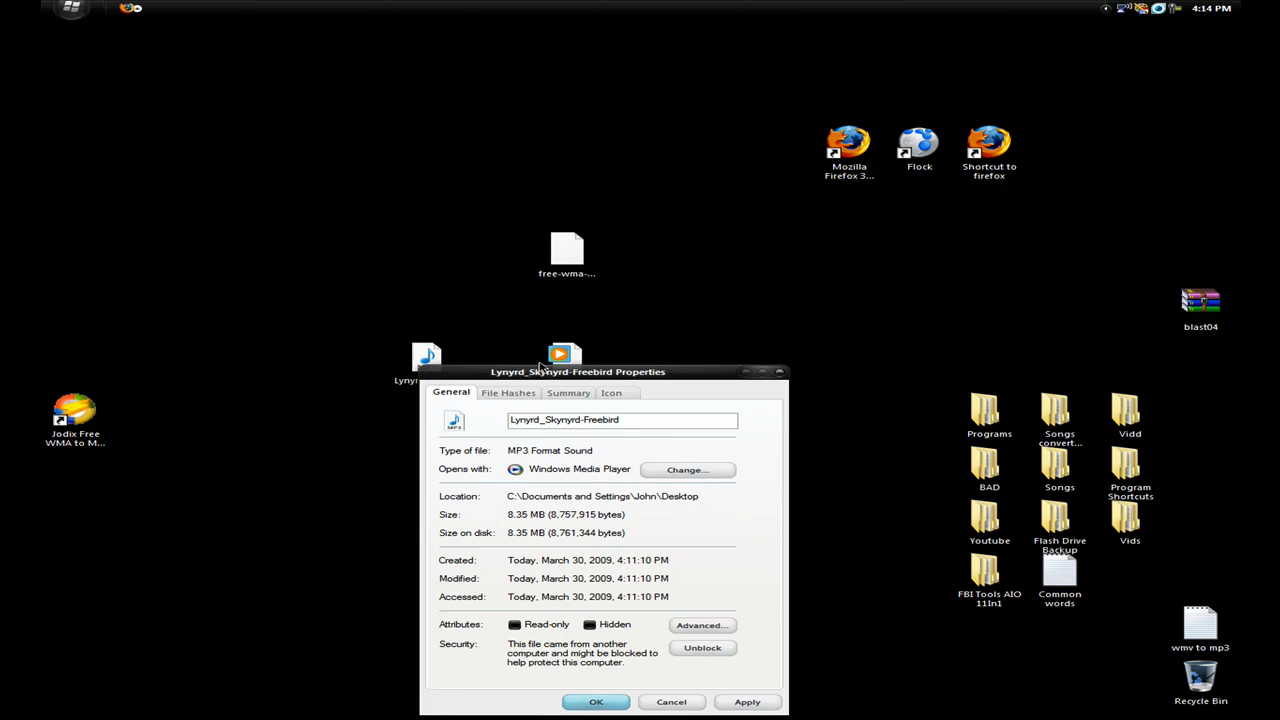 4:14 PM
Mozilla
Firefox 3...
Flock
Shortcut to
firefox
free-wma-...
blast04
Lynyrd_Skynyrd-Freebird Properties
General
File Hashes
Summary
Icon
Lynyrd_Skynyrd-Freebird
MP3
Type of file: MP3 Format Sound
Opens with: Windows Media Player Change...
Location: C:\Documents and Settings\John\Desktop
Size: 8.35 MB (8,757,915 bytes)
Size on disk: 8.35 MB (8,761,344 bytes)
Created: Today, March 30, 2009, 4:11:10 PM
Modified: Today, March 30, 2009, 4:11:10 PM
Accessed: Today, March 30, 2009, 4:11:10 PM
Attributes: Read-only Hidden Advanced...
Security: This file came from another
computer and might be blocked to
help protect this computer.
Unblock
OK Cancel Apply
Jodix Free
WMA to M...
Programs
Songs
convert...
Vidd
BAD
Songs
Program
Shortcuts
Youtube
Flash Drive
Backup
Vids
FBI Tools AIO
11In1
Common
words
wmv to mp3
Recycle Bin